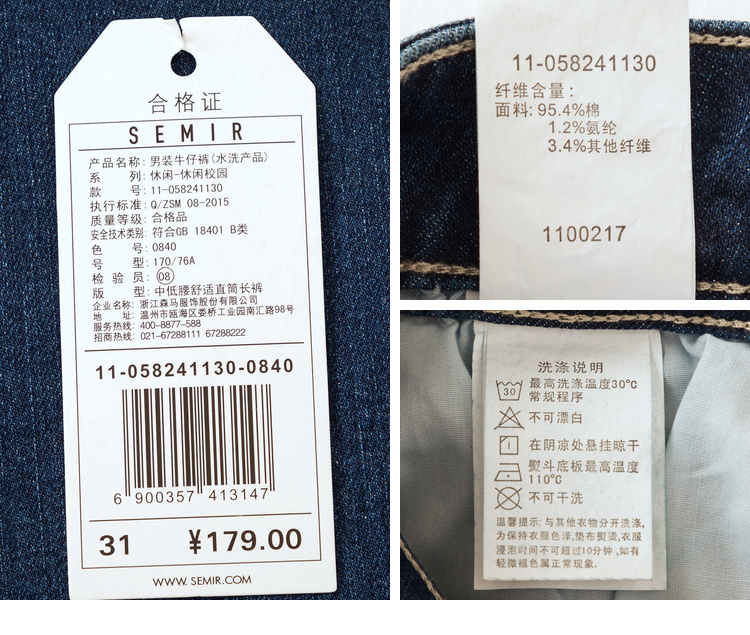 合格证
SEMIR
产品名称: 男装牛仔裤(水洗产品)
系 列: 休闲-休闲校园
款 号: 11-058241130
执行标准: Q/ZSM 08-2015
质量等级: 合格品
安全技术类别: 符合GB 18401 B类
色 号: 0840
号 型: 170/76A
检 验 员: 08
版 型: 中低腰舒适直筒长裤
企业名称: 浙江森马服饰股份有限公司
地 址: 温州市瓯海区娄桥工业园南汇路98号
服务热线: 400-8877-588
招商热线: 021-67288111 67288222
11-058241130-0840
6 900357 413147
31 ¥179.00
WWW.SEMIR.COM
11-058241130
纤维含量:
面料: 95.4%棉
1.2%氨纶
3.4%其他纤维
1100217
洗涤说明
30 最高洗涤温度30℃
常规程序
不可漂白
在阴凉处悬挂晾干
熨斗底板最高温度
110℃
不可干洗
温馨提示: 与其他衣物分开洗涤,
为保持衣服色泽,垫布熨烫,衣服
浸泡时间不可超过10分钟,如有
轻微褪色属正常现象.